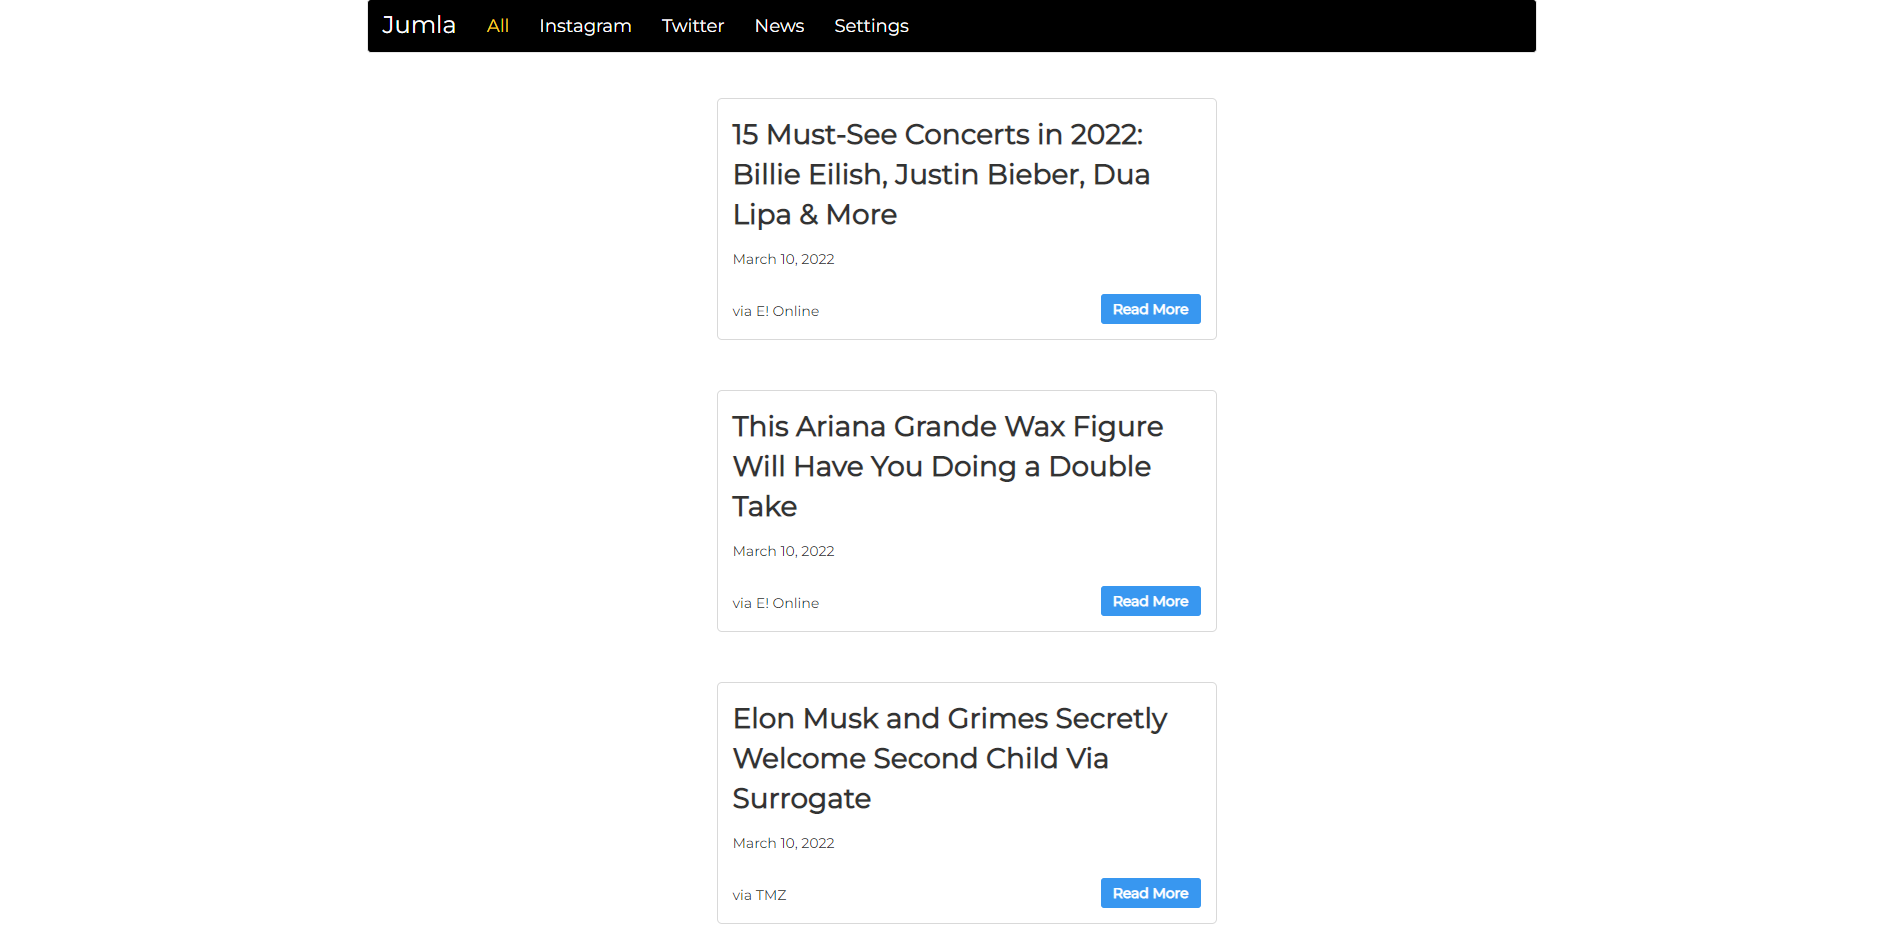 Jumla All Instagram Twitter News Settings
15 Must-See Concerts in 2022:
Billie Eilish, Justin Bieber, Dua
Lipa & More
March 10, 2022
via E! Online Read More
This Ariana Grande Wax Figure
Will Have You Doing a Double
Take
March 10, 2022
via E! Online Read More
Elon Musk and Grimes Secretly
Welcome Second Child Via
Surrogate
March 10, 2022
via TMZ Read More